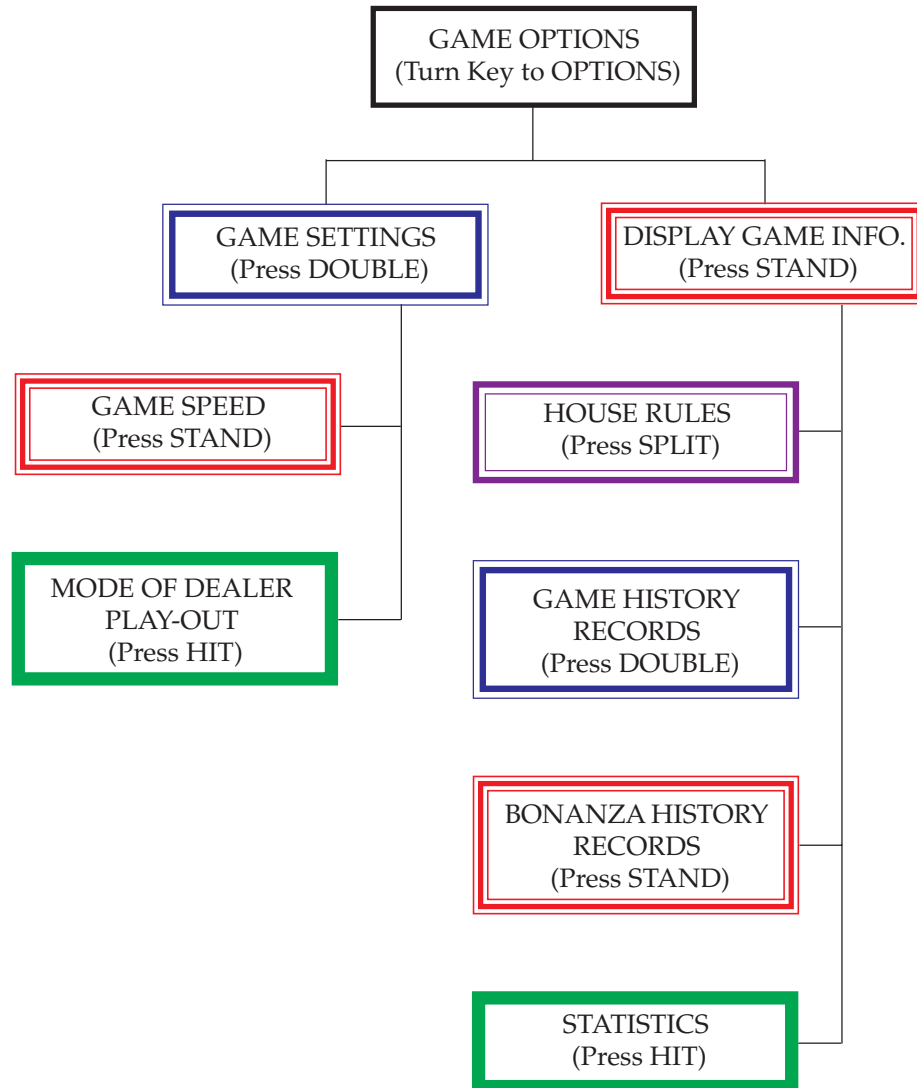 GAME OPTIONS
(Turn Key to OPTIONS)
GAME SETTINGS
(Press DOUBLE)
DISPLAY GAME INFO.
(Press STAND)
GAME SPEED
(Press STAND)
MODE OF DEALER
PLAY-OUT
(Press HIT)
HOUSE RULES
(Press SPLIT)
GAME HISTORY
RECORDS
(Press DOUBLE)
BONANZA HISTORY
RECORDS
(Press STAND)
STATISTICS
(Press HIT)